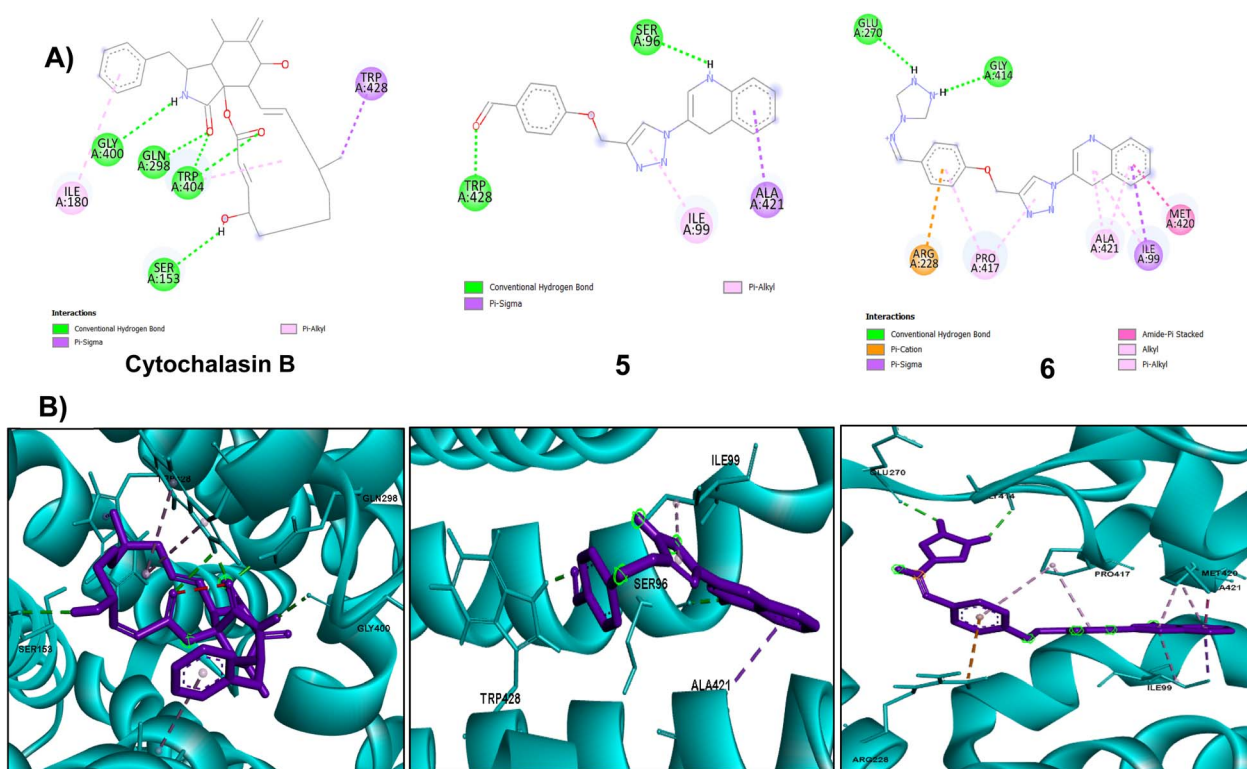 A)
GLY
A:400
GLN
A:298
TRP
A:404
ILE
A:180
SER
A:153
TRP
A:428
H
N
O
O
O
O
O
H
Interactions
Conventional Hydrogen Bond
Pi-Sigma
Pi-Alkyl
Cytochalasin B
SER
A:96
TRP
A:428
ILE
A:99
ALA
A:421
H
N
O
O
N
N
N
Conventional Hydrogen Bond
Pi-Sigma
Pi-Alkyl
5
GLU
A:270
GLY
A:414
ARG
A:228
PRO
A:417
ALA
A:421
ILE
A:99
MET
A:420
H
H
N
N
N
N
O
N
N
N
N
Interactions
Conventional Hydrogen Bond
Pi-Cation
Pi-Sigma
Amide-Pi Stacked
Alkyl
Pi-Alkyl
6
B)
GLN298
SER153
GLY400
ILE99
SER96
TRP428
ALA421
GLU270
PRO417
MET420
ILE99
ARG228